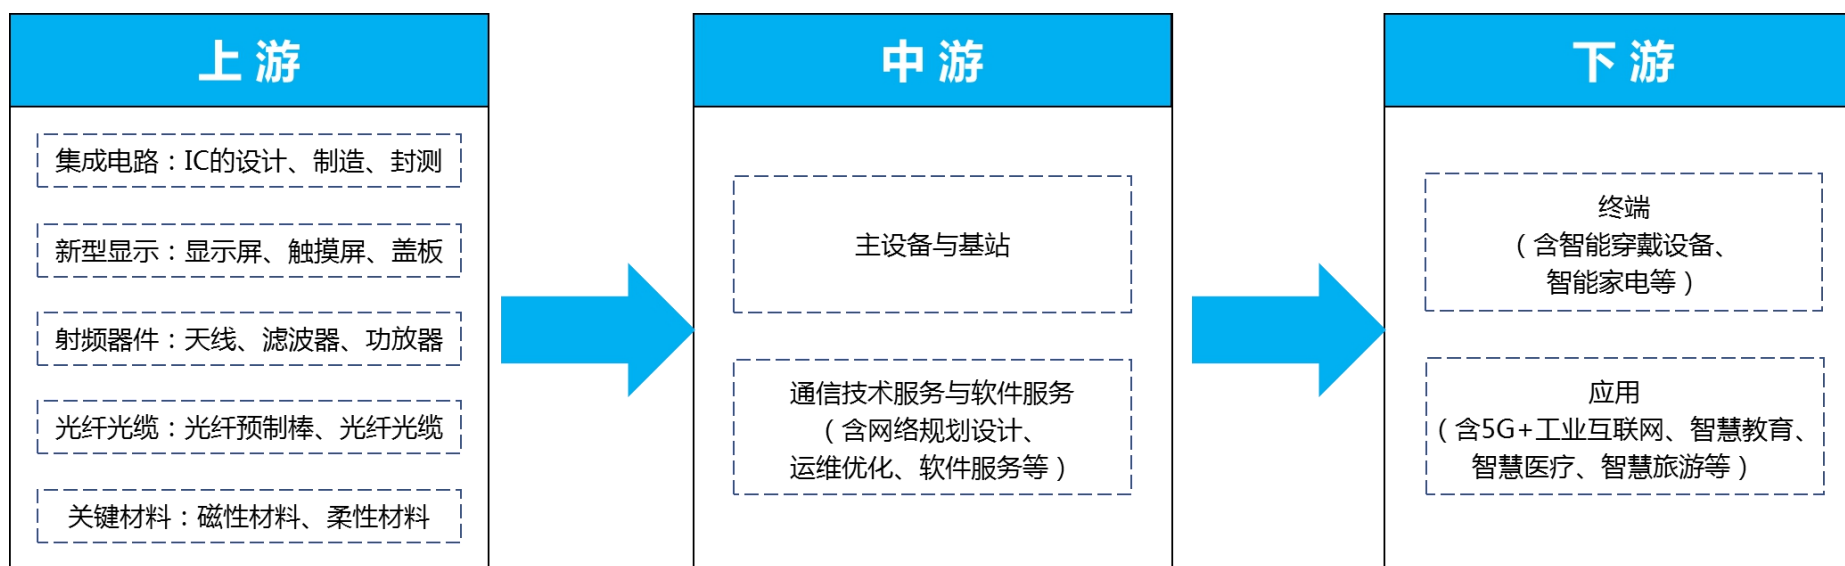 上游
集成电路：IC的设计、制造、封测
新型显示：显示屏、触摸屏、盖板
射频器件：天线、滤波器、功放器
光纤光缆：光纤预制棒、光纤光缆
关键材料：磁性材料、柔性材料
中游
主设备与基站
通信技术服务与软件服务
（含网络规划设计、
运维优化、软件服务等）
下游
终端
（含智能穿戴设备、
智能家电等）
应用
（含5G+工业互联网、智慧教育、
智慧医疗、智慧旅游等）